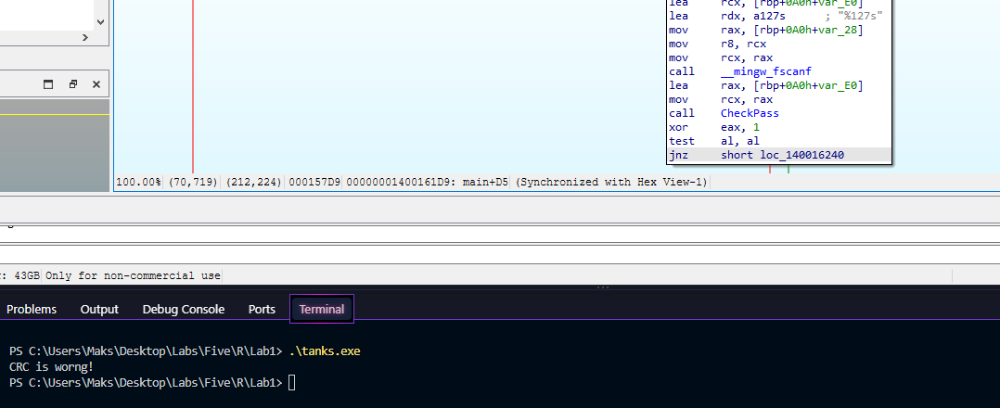 lea rcx, [rbp+0A0h+var_E0]
lea rdx, a127s ; "%127s"
mov rax, [rbp+0A0h+var_28]
mov r8, rcx
mov rcx, rax
call __mingw_fscanf
lea rax, [rbp+0A0h+var_E0]
mov rcx, rax
call CheckPass
xor eax, 1
test al, al
jnz short loc_140016240
100.00% (70,719) (212,224) 000157D9 00000001400161D9: main+D5 (Synchronized with Hex View-1)
: 43GB Only for non-commercial use
Problems Output Debug Console Ports Terminal
PS C:\Users\Maks\Desktop\Labs\Five\R\Lab1> .\tanks.exe
CRC is worng!
PS C:\Users\Maks\Desktop\Labs\Five\R\Lab1>